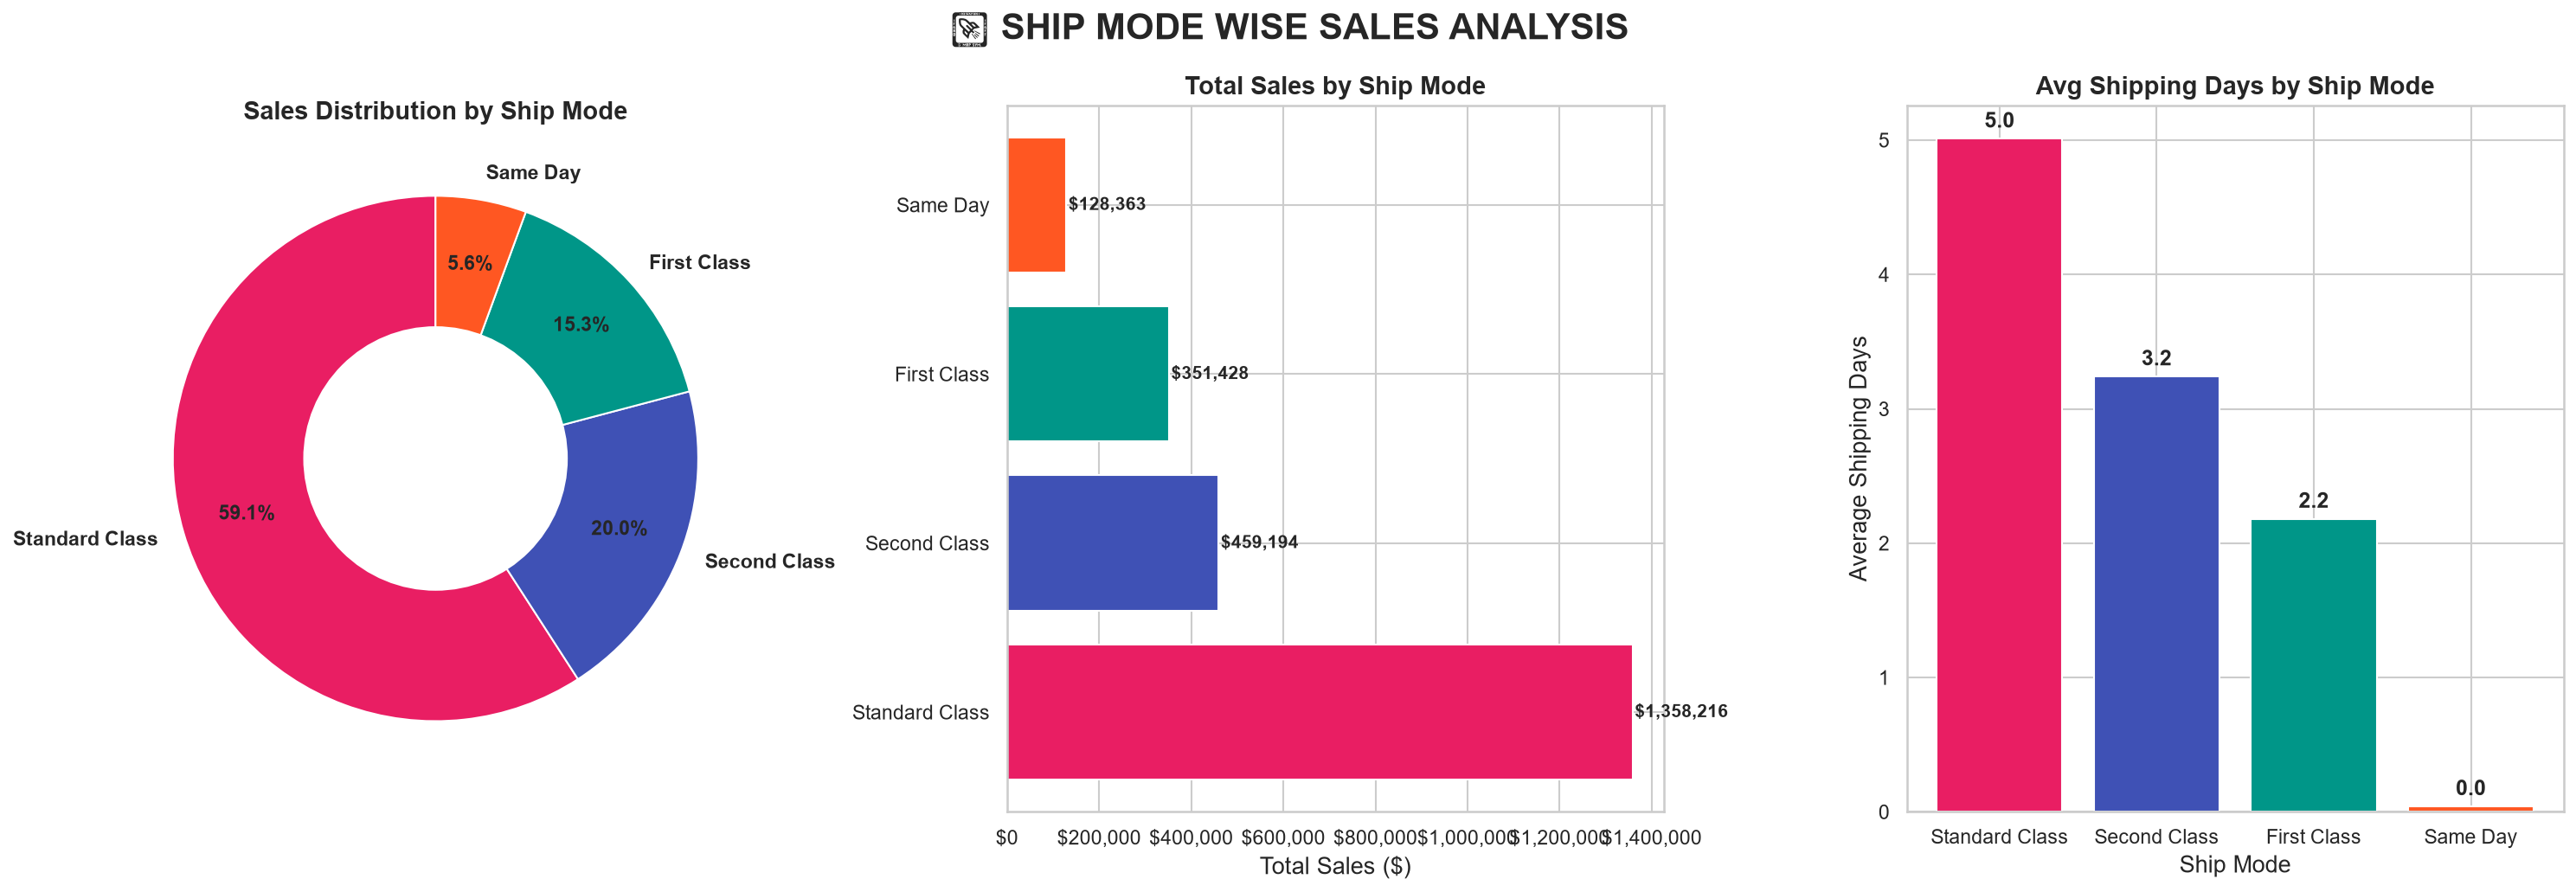 SHIP MODE WISE SALES ANALYSIS
Sales Distribution by Ship Mode
Same Day
5.6%
First Class
15.3%
59.1%
Standard Class
20.0%
Second Class
Total Sales by Ship Mode
Same Day
$128,363
First Class
$351,428
Second Class
$459,194
Standard Class
$1,358,216
$0 $200,000 $400,000 $600,000 $800,000 $1,000,000 $1,200,000 $1,400,000
Total Sales ($)
Avg Shipping Days by Ship Mode
Average Shipping Days
5
4
3
2
1
0
5.0
3.2
2.2
0.0
Standard Class Second Class First Class Same Day
Ship Mode